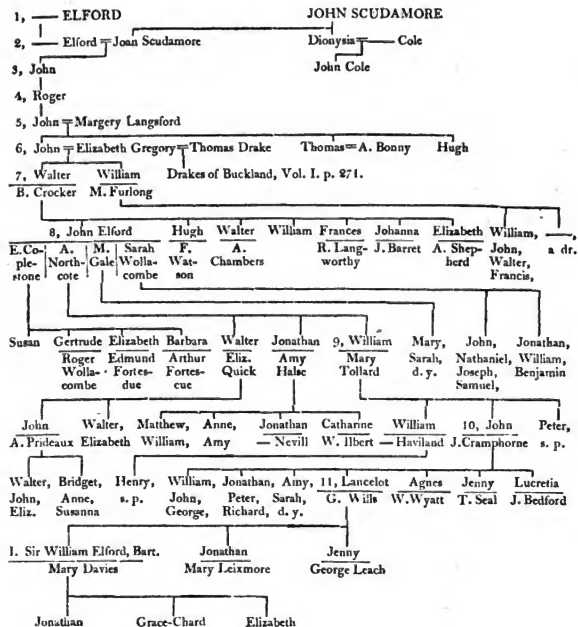 1, — ELFORD JOHN SCUDAMORE
2, — Elford = Joan Scudamore Dionysia = — Cole
3, John John Cole
4, Roger
5, John = Margery Langsford
6, John = Elizabeth Gregory = Thomas Drake Thomas = A. Bonny Hugh
7, Walter William Drakes of Buckland, Vol. I. p. 271.
B. Crocker M. Furlong
8, John Elford Hugh Walter William Frances Johanna Elizabeth William, —,
E. Co- A. M. Sarah F. A. R. Lang- J. Barret A. Shep- John, a dr.
ple- North- Gale Wolla- Wat- Chambers worthy herd Walter,
stone cote combe son Francis,
Susan Gertrude Elizabeth Barbara Walter Jonathan 9, William Mary, John, Jonathan,
Roger Edmund Arthur Eliz. Amy Mary Sarah, Nathaniel, William,
Wolla- Fortes- Fortes- Quick Halse Tollard d. y. Joseph, Benjamin
combe due cue Samuel,
John Walter, Matthew, Anne, Jonathan Catharine William 10, John Peter,
A. Prideaux Elizabeth William, Amy — Nevill W. Ilbert — Haviland J. Cramphorne s. p.
Walter, Bridget, Henry, William, Jonathan, Amy, 11, Lancelot Agnes Jenny Lucretia
John, Anne, s. p. John, Peter, Sarah, G. Wills W. Wyatt T. Seal J. Bedford
Eliz. Susanna George, Richard, d. y.
1. Sir William Elford, Bart. Jonathan Jenny
Mary Davies Mary Leixmore George Leach
Jonathan Grace-Chard Elizabeth